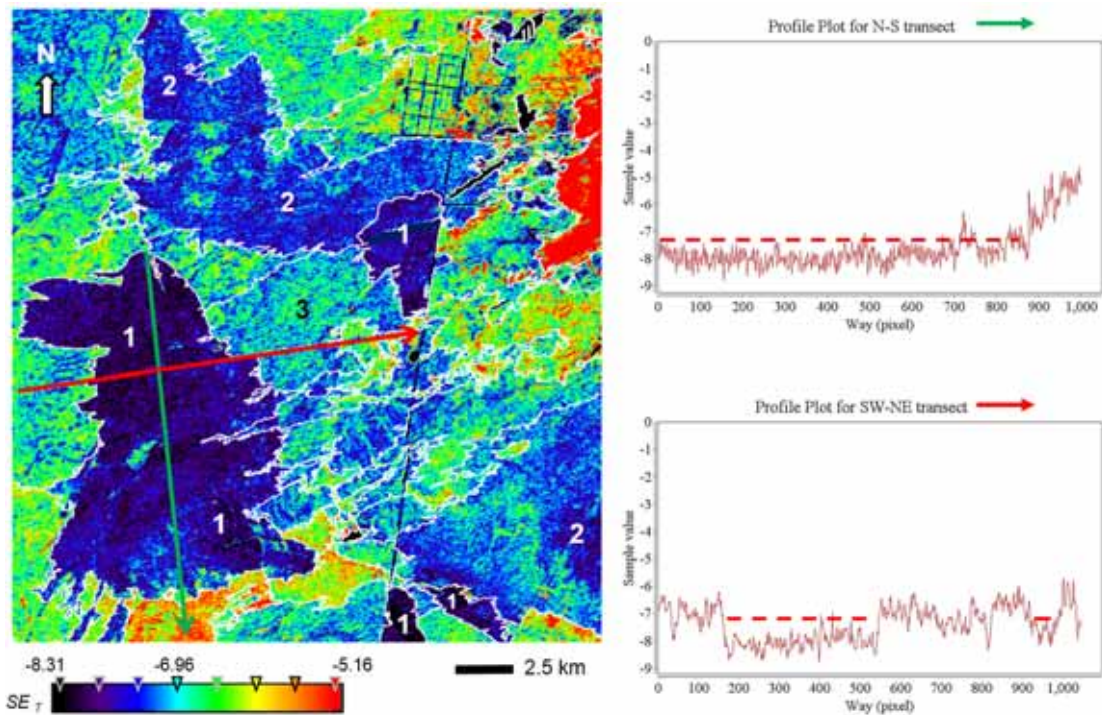 N
2
2
1
3
1
1
2
1
1
-8.31 -6.96 -5.16
2.5 km
SE T
Profile Plot for N-S transect
0
-1
-2
-3
-4
-5
-6
-7
-8
-9
Sample value
0 100 200 300 400 500 600 700 800 900 1,000
Way (pixel)
Profile Plot for SW-NE transect
0
-1
-2
-3
-4
-5
-6
-7
-8
-9
Sample value
0 100 200 300 400 500 600 700 800 900 1,000
Way (pixel)